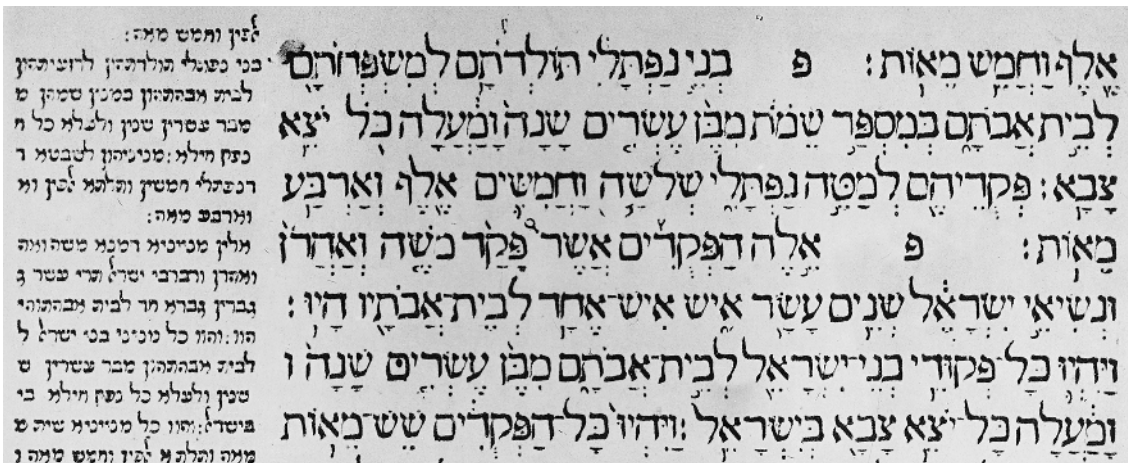 אֶלֶף וַחֲמֵשׁ מֵאוֹת׃ פ בְּנֵי נַפְתָּלִי תּוֹלְדֹתָם לְמִשְׁפְּחֹתָם
לְבֵית אֲבֹתָם בְּמִסְפַּר שֵׁמֹת מִבֶּן עֶשְׂרִים שָׁנָה וָמַעְלָה כֹּל יֹצֵא
צָבָא׃ פְּקֻדֵיהֶם לְמַטֵּה נַפְתָּלִי שְׁלֹשָׁה וַחֲמִשִּׁים אֶלֶף וְאַרְבַּע
מֵאוֹת׃ פ אֵלֶּה הַפְּקֻדִים אֲשֶׁר פָּקַד מֹשֶׁה וְאַהֲרֹן
וּנְשִׂיאֵי יִשְׂרָאֵל שְׁנֵים עָשָׂר אִישׁ אִישׁ־אֶחָד לְבֵית־אֲבֹתָיו הָיוּ׃
וַיִּהְיוּ כָּל־פְּקוּדֵי בְנֵי־יִשְׂרָאֵל לְבֵית־אֲבֹתָם מִבֶּן עֶשְׂרִים שָׁנָה ו
וָמַעְלָה כָּל־יֹצֵא צָבָא בְּיִשְׂרָאֵל׃ וַיִּהְיוּ כָּל־הַפְּקֻדִים שֵׁשׁ־מֵאוֹת
אלפין וחמש מאה׃
בני נפתלי תולדתהון לזרעיתהון
לבית אבהתהון במנין שמהן מ
מבר עסרין שנין ולעלא כל נ
נפק חילא׃ מניניהון לשבטא ד
דנפתלי חמשין ותלתא אלפין וא
וארבע מאה׃
אלין מנייניא דמנא משה ואה
ואהרן ורברבי ישראל תרי עשר ג
גברין גברא חד לבית אבהתוהי
הוו׃ והוו כל מניני בני ישראל ל
לבית אבהתהון מבר עשרין ש
שנין ולעלא כל נפק חילא בי
בישראל׃ והוו כל מנייניא שית מ
מאה ותלתא אלפין וחמש מאה ו